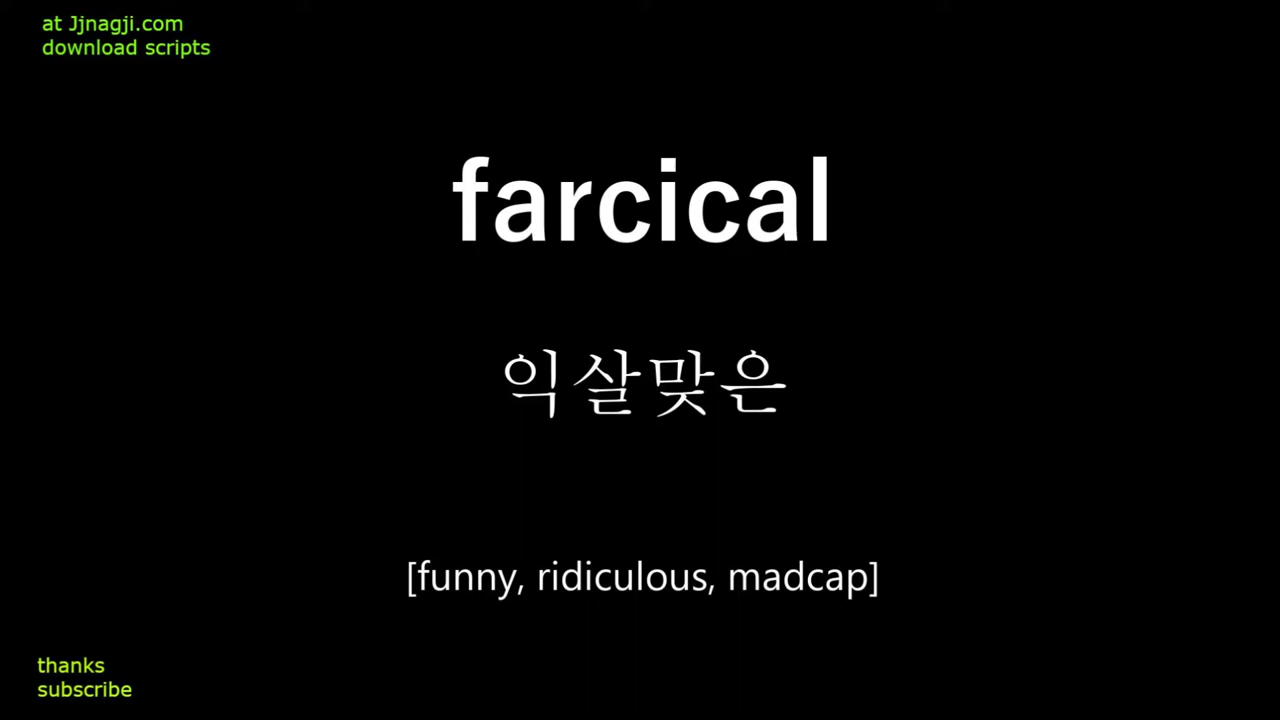 at Jjnagji.com
download scripts
farcical
익살맞은
[funny, ridiculous, madcap]
thanks
subscribe